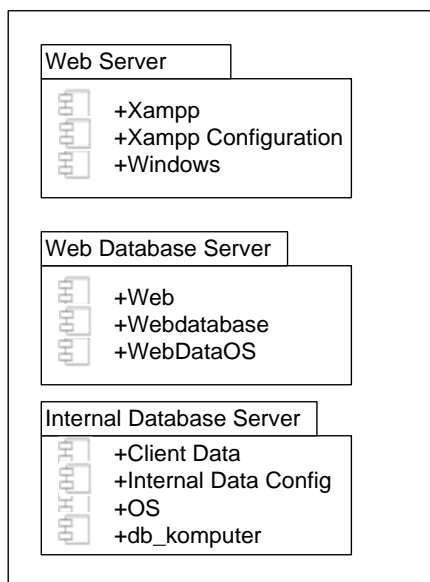 Web Server
+Xampp
+Xampp Configuration
+Windows
Web Database Server
+Web
+Webdatabase
+WebDataOS
Internal Database Server
+Client Data
+Internal Data Config
+OS
+db_komputer